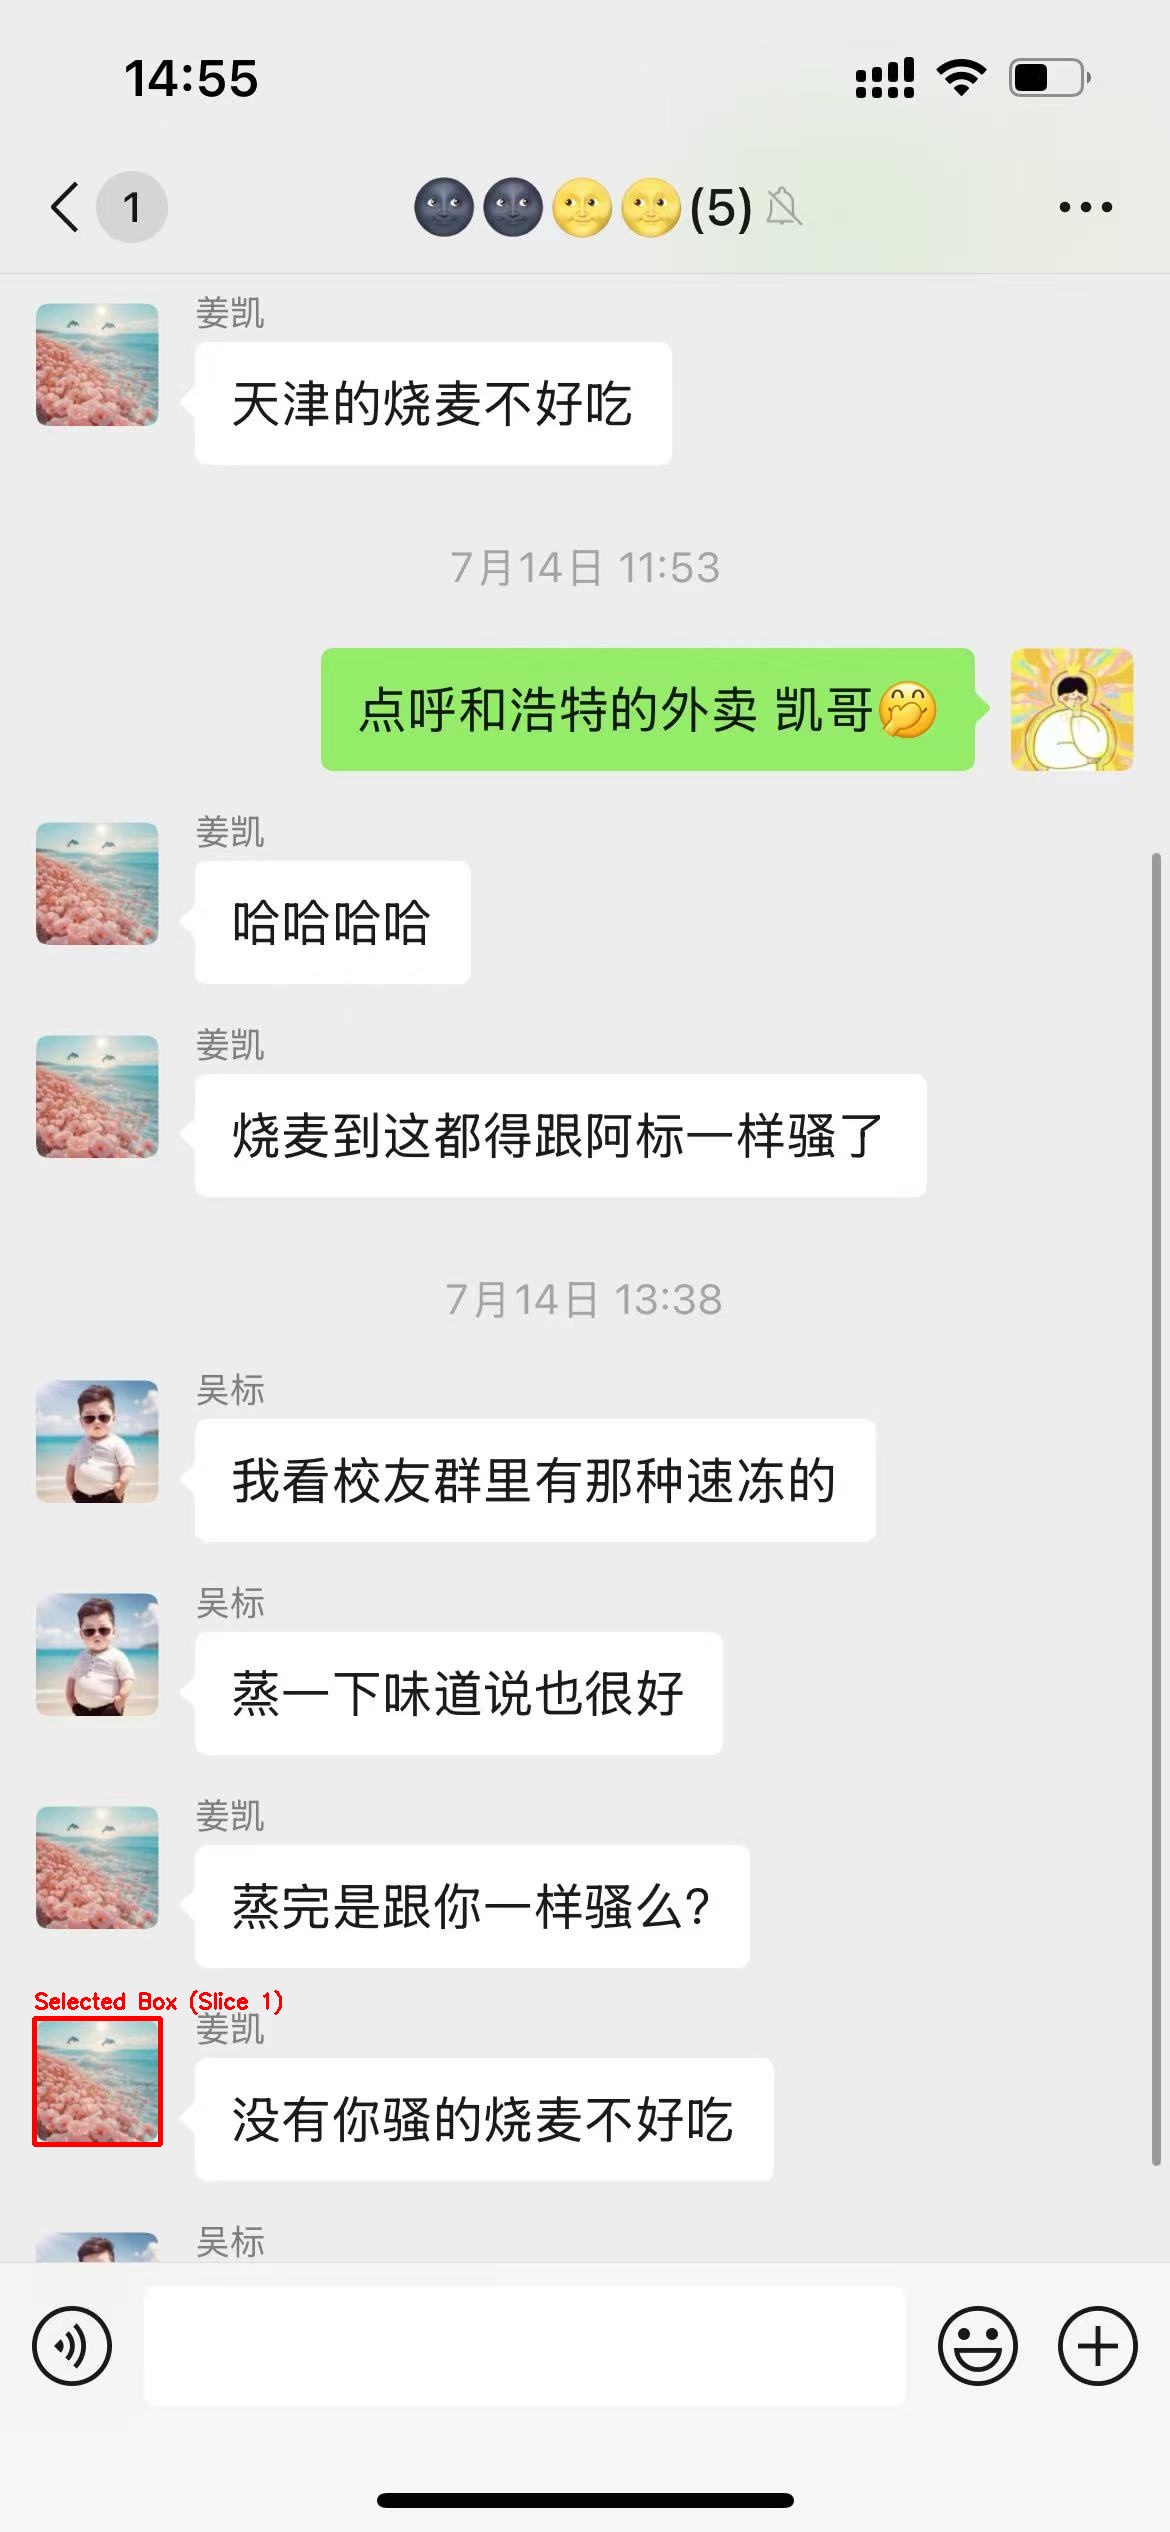 14:55
1
🌚🌚🌝🌝(5)
姜凯
天津的烧麦不好吃
7月14日 11:53
点呼和浩特的外卖 凯哥🤭
姜凯
哈哈哈哈
姜凯
烧麦到这都得跟阿标一样骚了
7月14日 13:38
吴标
我看校友群里有那种速冻的
吴标
蒸一下味道说也很好
姜凯
蒸完是跟你一样骚么?
Selected Box (Slice 1)
姜凯
没有你骚的烧麦不好吃
吴标